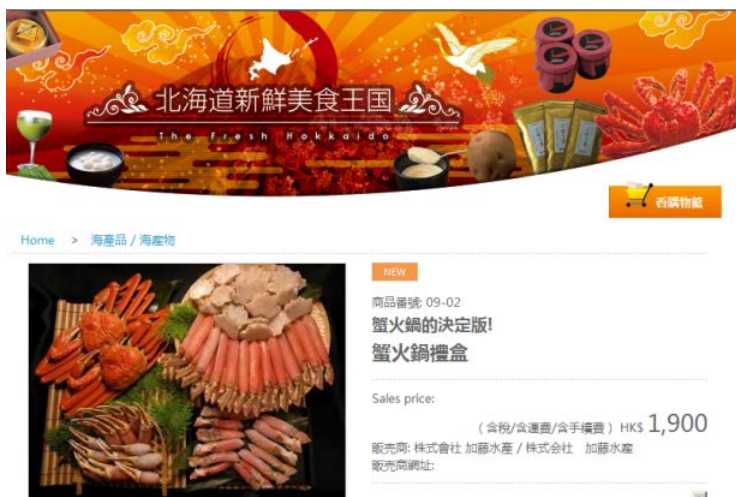 北海道新鮮美食王国
The Fresh Hokkaido
看購物籃
Home > 海產品 / 海産物
NEW
商品番號: 09-02
蟹火鍋的決定版!
蟹火鍋禮盒
Sales price:
( 含稅/含運費/含手續費 ) HK$ 1,900
販売商: 株式會社 加藤水產 / 株式会社 加藤水産
販売商網址: